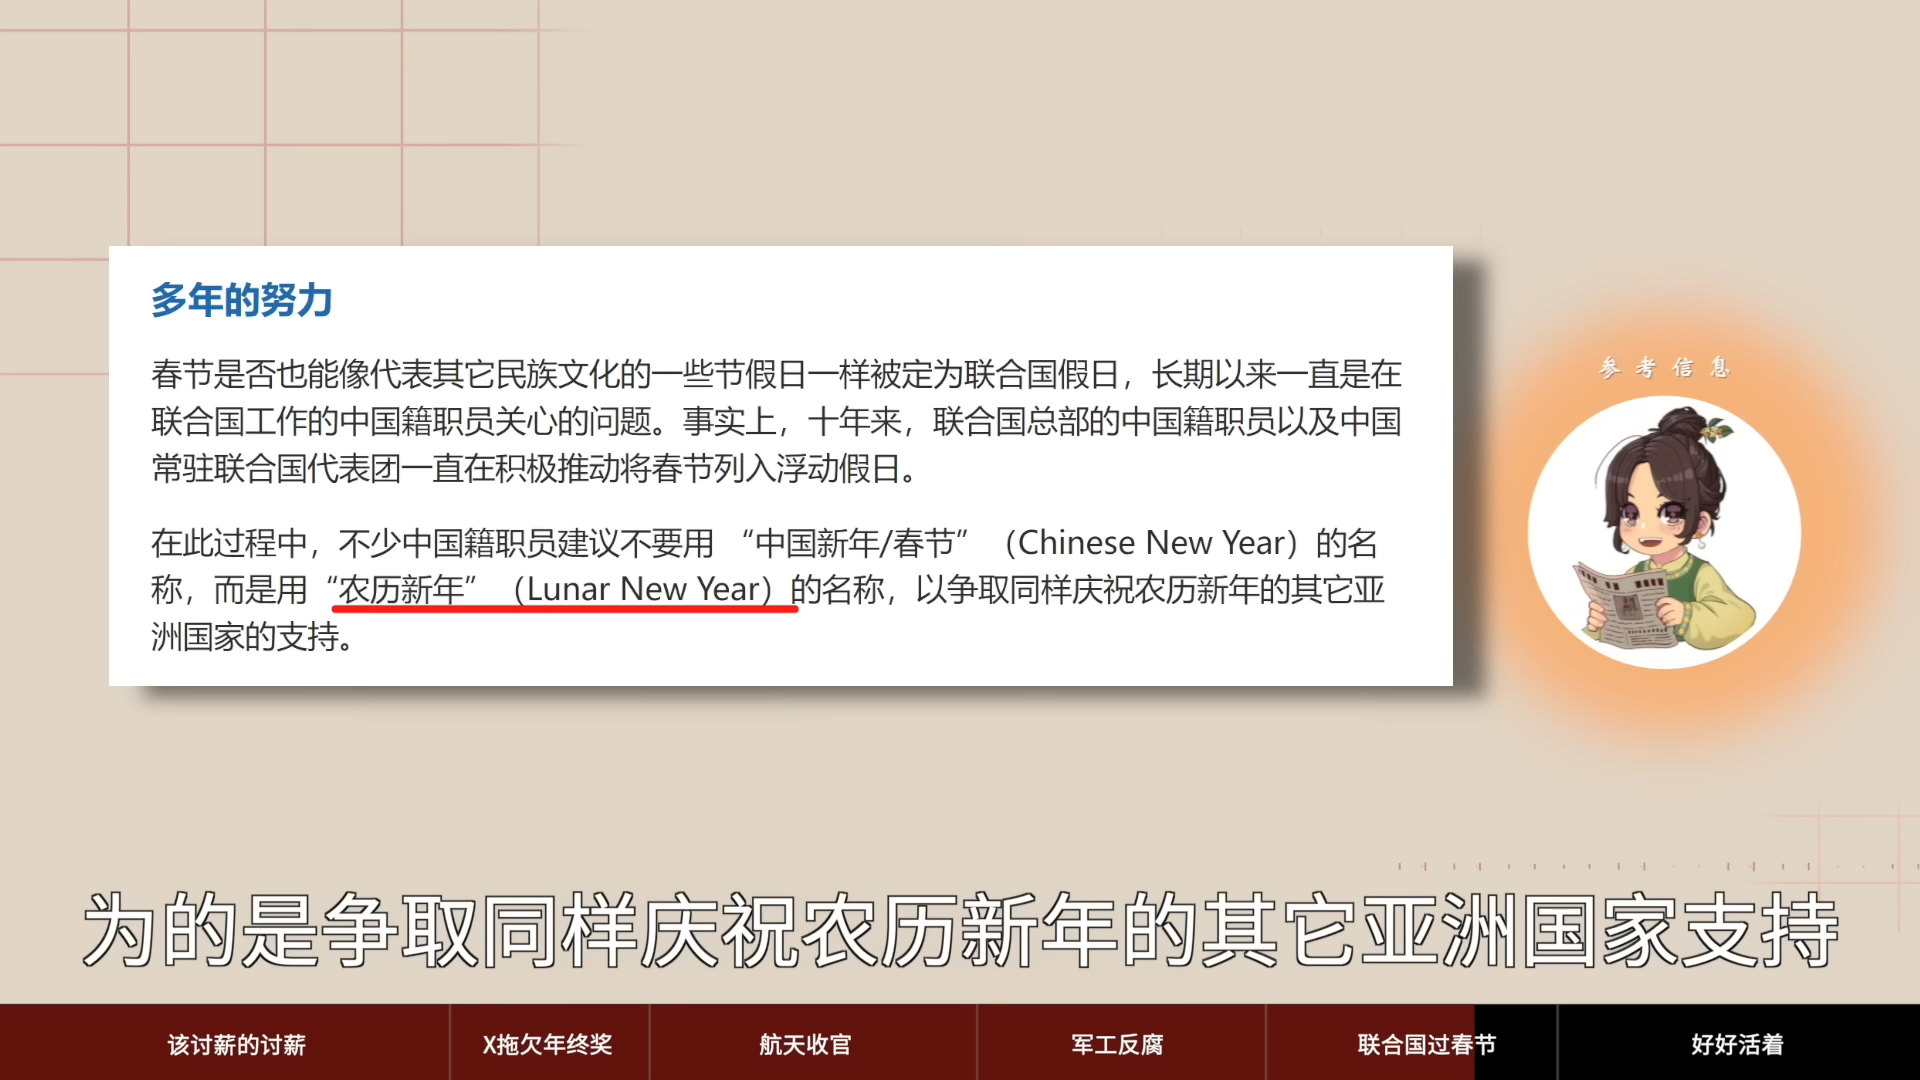 多年的努力
春节是否也能像代表其它民族文化的一些节假日一样被定为联合国假日，长期以来一直是在
联合国工作的中国籍职员关心的问题。事实上，十年来，联合国总部的中国籍职员以及中国
常驻联合国代表团一直在积极推动将春节列入浮动假日。
在此过程中，不少中国籍职员建议不要用 “中国新年/春节” （Chinese New Year）的名
称，而是用 “农历新年” （Lunar New Year）的名称，以争取同样庆祝农历新年的其它亚
洲国家的支持。
参考信息
为的是争取同样庆祝农历新年的其它亚洲国家支持
该讨薪的讨薪
X拖欠年终奖
航天收官
军工反腐
联合国过春节
好好活着